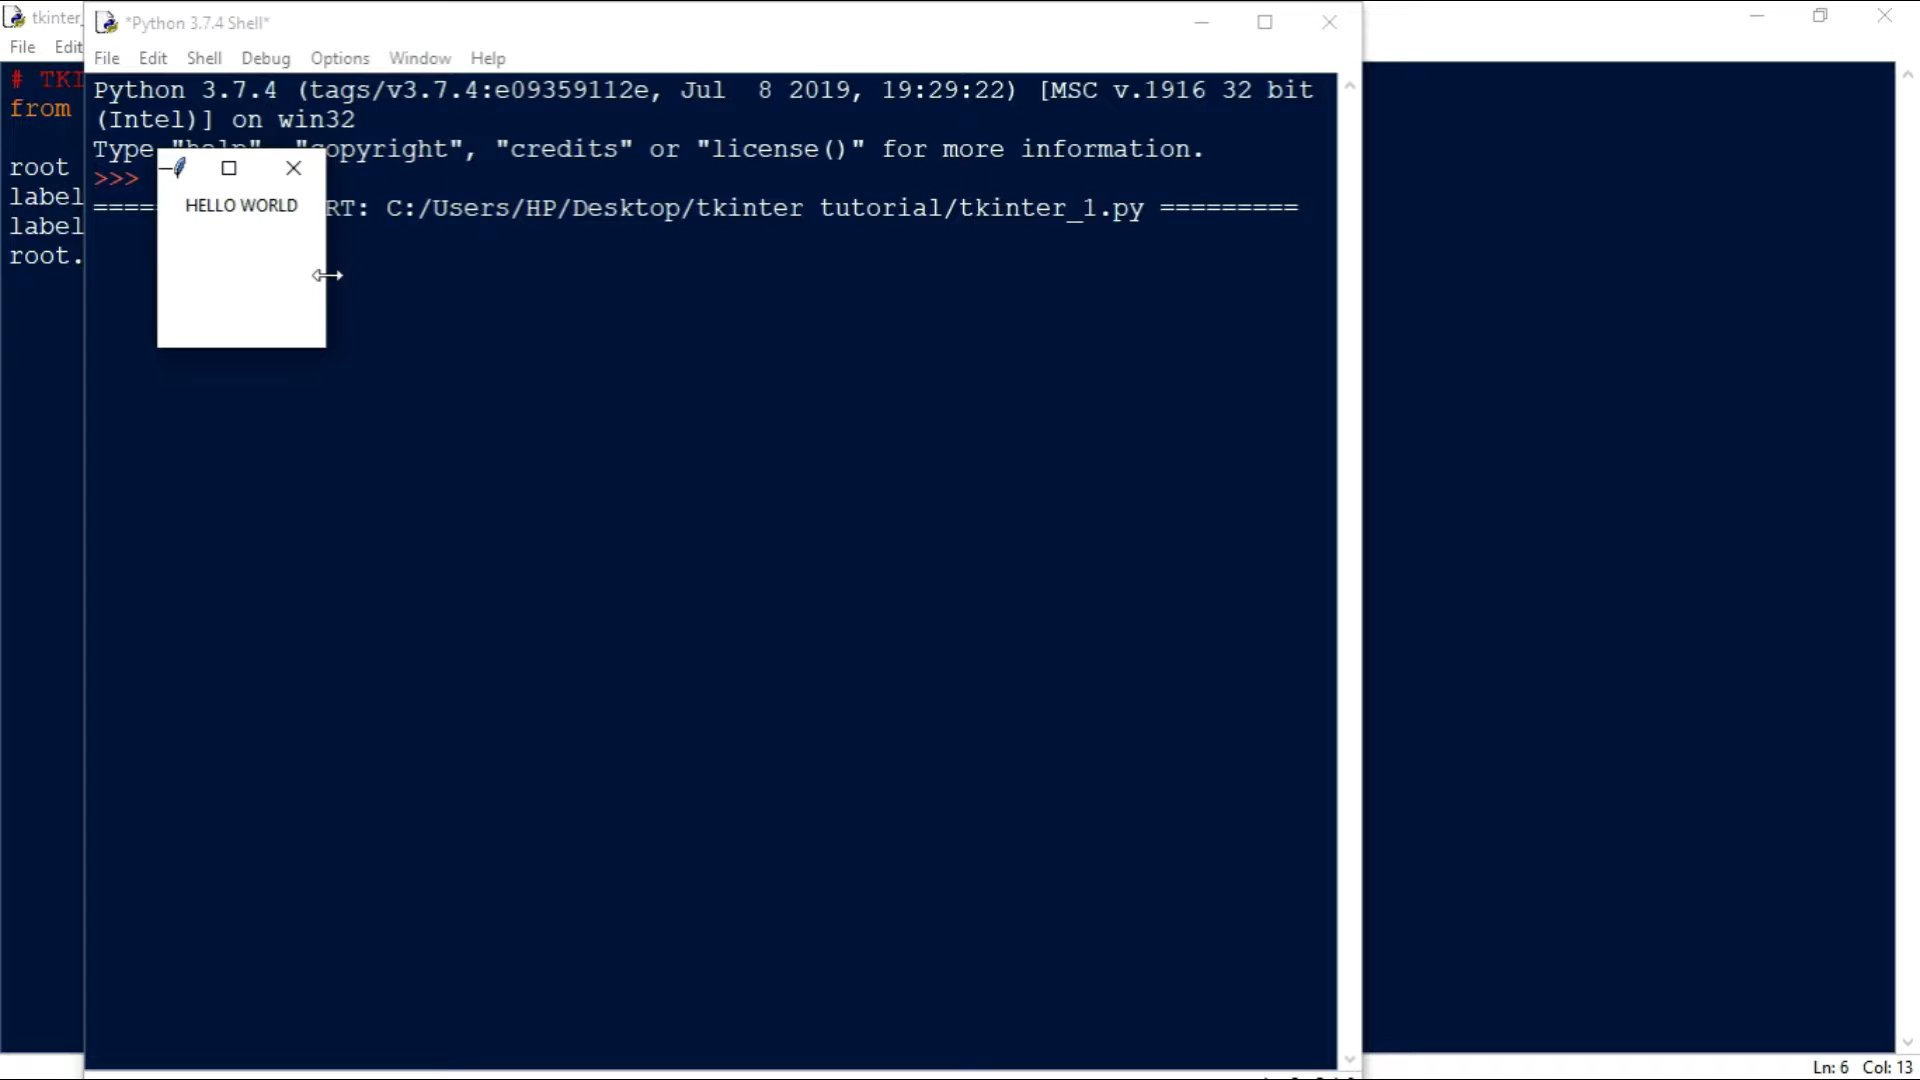 tkinter_
File Edit
# TKI
from
root
label
label
root.
*Python 3.7.4 Shell*
File Edit Shell Debug Options Window Help
Python 3.7.4 (tags/v3.7.4:e09359112e, Jul  8 2019, 19:29:22) [MSC v.1916 32 bit
(Intel)] on win32
Type "help", "copyright", "credits" or "license()" for more information.
>>>
===== RT: C:/Users/HP/Desktop/tkinter tutorial/tkinter_1.py =========
HELLO WORLD
Ln: 6 Col: 13